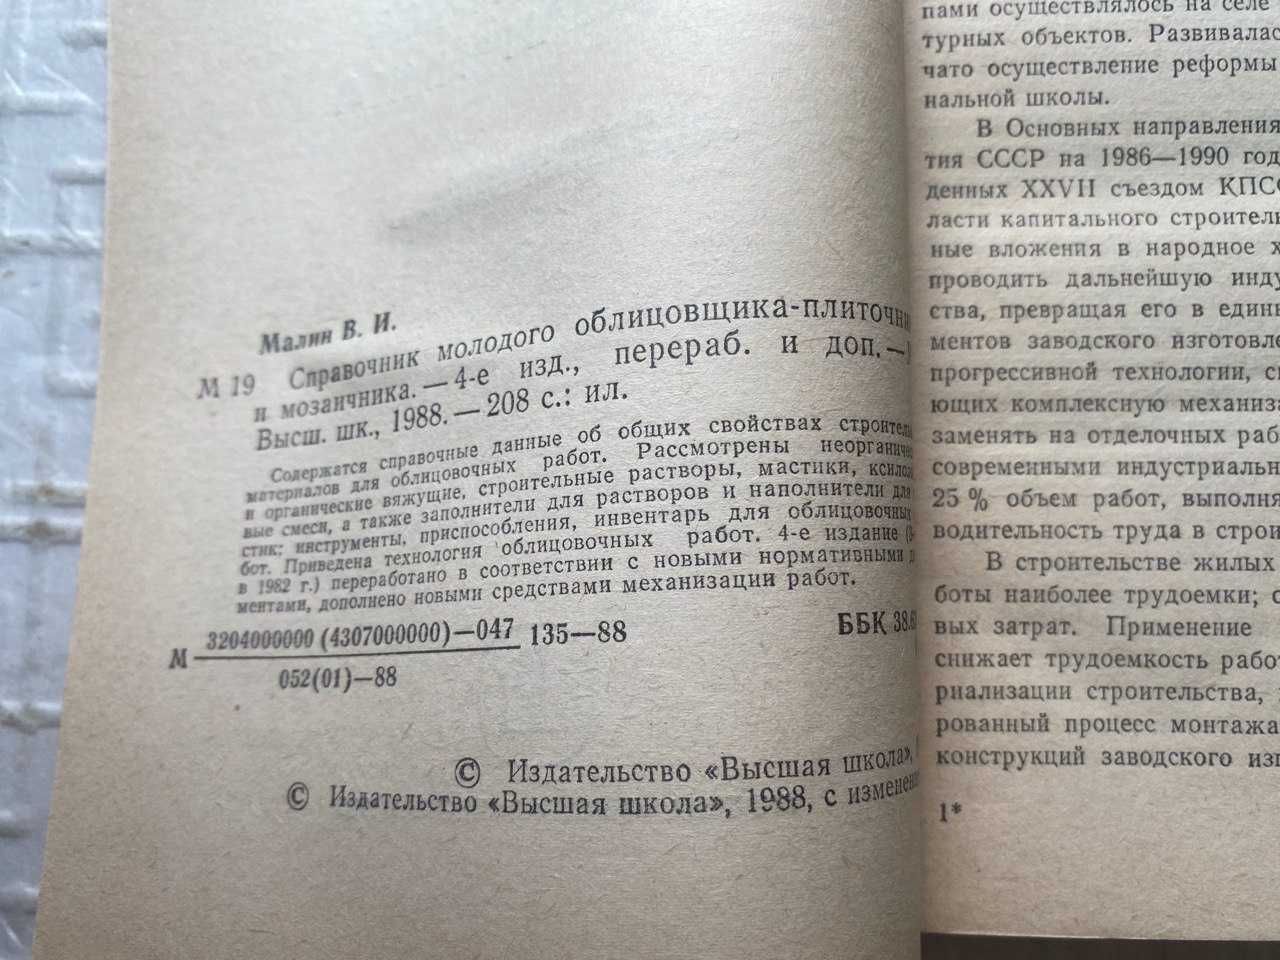 Малин В. И.
М 19 Справочник молодого облицовщика-плиточни
и мозаичника. — 4-е изд., перераб. и доп. —
Высш. шк., 1988. — 208 с.: ил.
Содержатся справочные данные об общих свойствах строитель
материалов для облицовочных работ. Рассмотрены неорганичес
и органические вяжущие, строительные растворы, мастики, ксилол
вые смеси, а также заполнители для растворов и наполнители для
стик; инструменты, приспособления, инвентарь для облицовочных
бот. Приведена технология облицовочных работ. 4-е издание (3-
в 1982 г.) переработано в соответствии с новыми нормативными д
ментами, дополнено новыми средствами механизации работ.
М 3204000000 (4307000000)—047 135—88 ББК 38.6
052(01)—88
© Издательство «Высшая школа»,
© Издательство «Высшая школа», 1988, с изменен
пами осуществлялось на селе
турных объектов. Развивалас
чато осуществление реформы
нальной школы.
В Основных направления
тия СССР на 1986—1990 год
денных XXVII съездом КПСС
ласти капитального строитель
ные вложения в народное х
проводить дальнейшую инду
ства, превращая его в един
ментов заводского изготовле
прогрессивной технологии, с
ющих комплексную механиза
заменять на отделочных раб
современными индустриальн
25 % объем работ, выполня
водительность труда в строи
В строительстве жилых
боты наиболее трудоемки; с
вых затрат. Применение
снижает трудоемкость работ
риализации строительства,
рованный процесс монтажа
конструкций заводского изг
1*